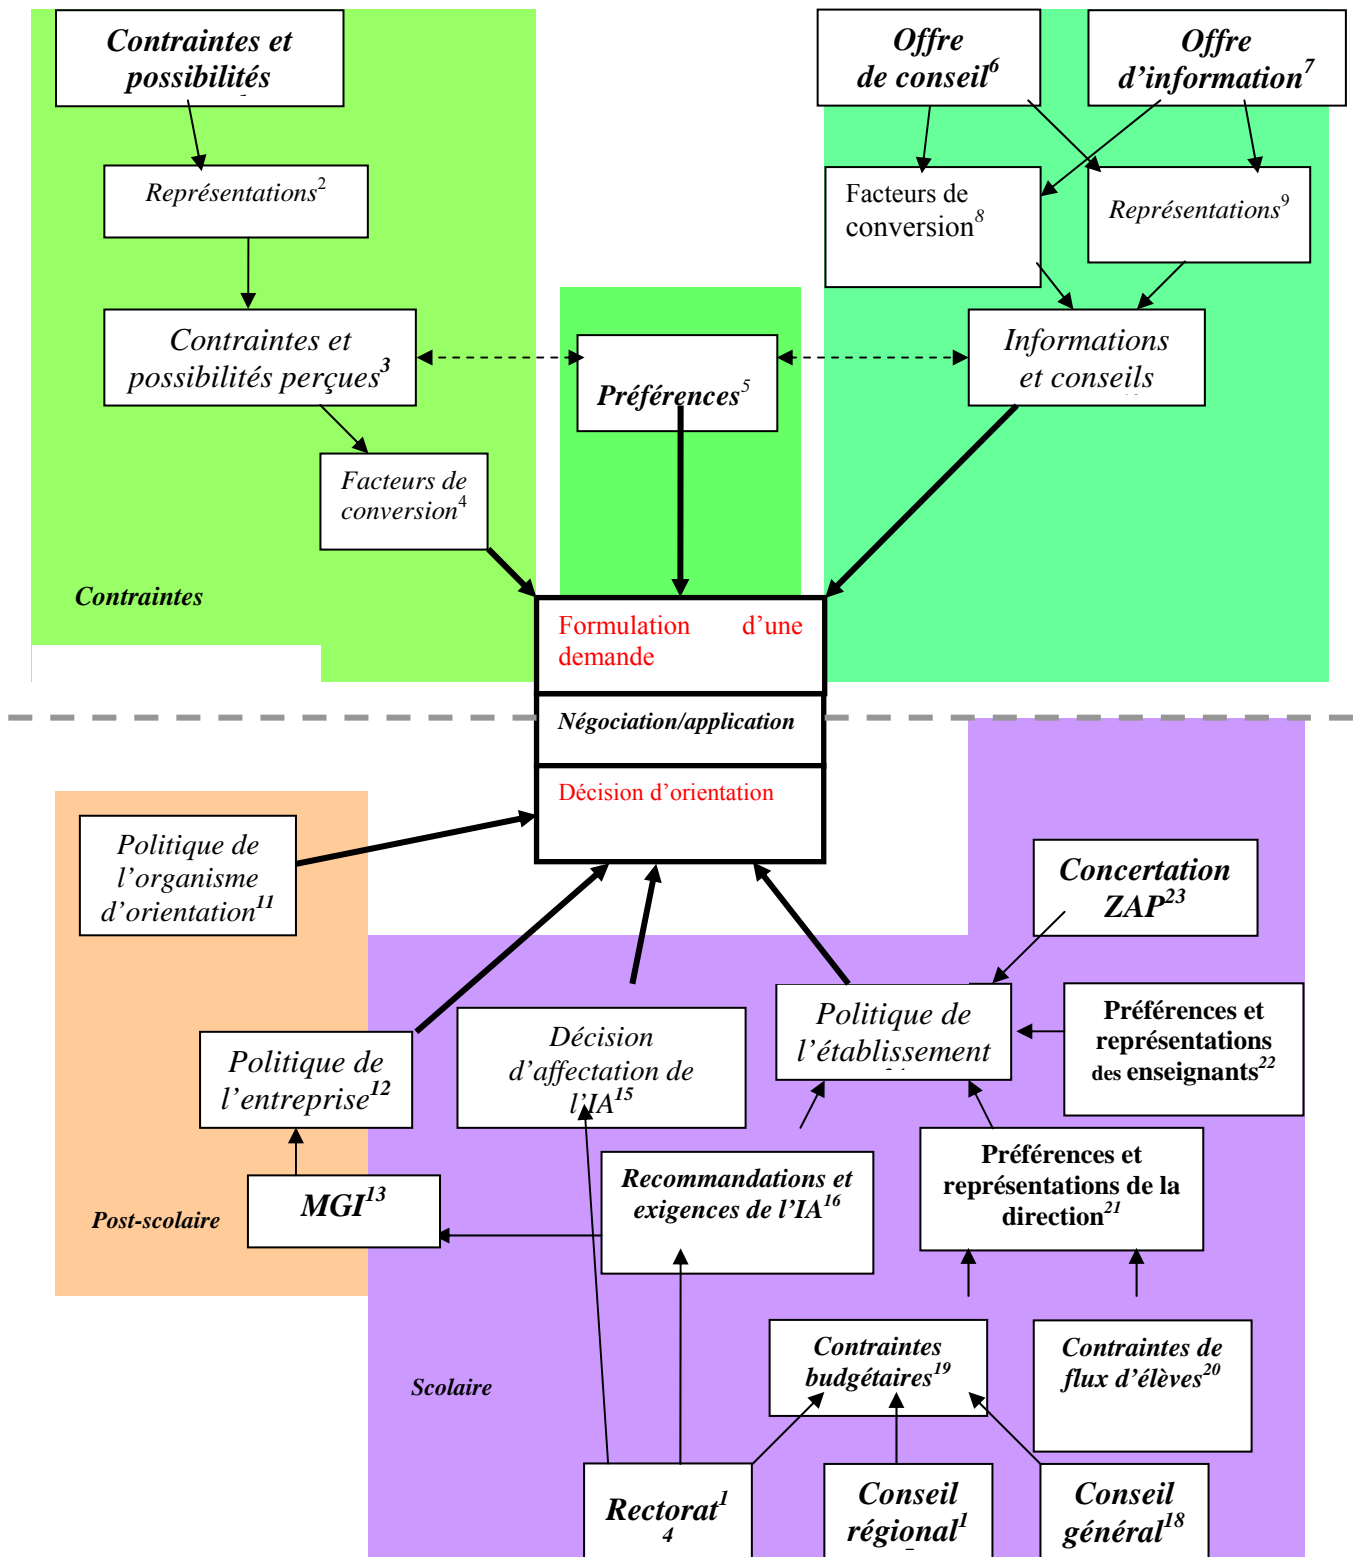 Contraintes et
possibilités
Offre
de conseil6
Offre
d'information7
Représentations2
Facteurs de
conversion8
Représentations9
Contraintes et
possibilités perçues3
Préférences5
Informations
et conseils
Facteurs de
conversion4
Contraintes
Formulation d'une
demande
Négociation/application
Décision d'orientation
Politique de
l'organisme
d'orientation11
Concertation
ZAP23
Politique de
l'entreprise12
Décision
d'affectation de
l'IA15
Politique de
l'établissement
Préférences et
représentations
des enseignants22
MGI13
Post-scolaire
Recommandations et
exigences de l'IA16
Préférences et
représentations de la
direction21
Contraintes
budgétaires19
Contraintes de
flux d'élèves20
Scolaire
Rectorat1
4
Conseil
régional1
Conseil
général18